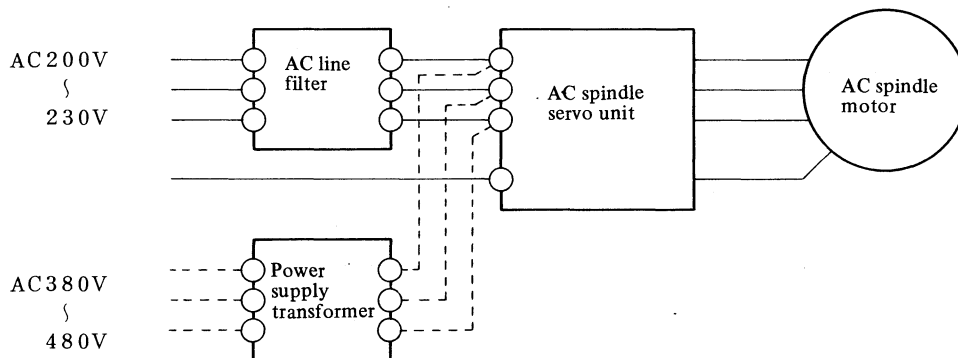 AC200V
~
230V
AC line
filter
AC spindle
servo unit
AC spindle
motor
AC380V
~
480V
Power
supply
transformer